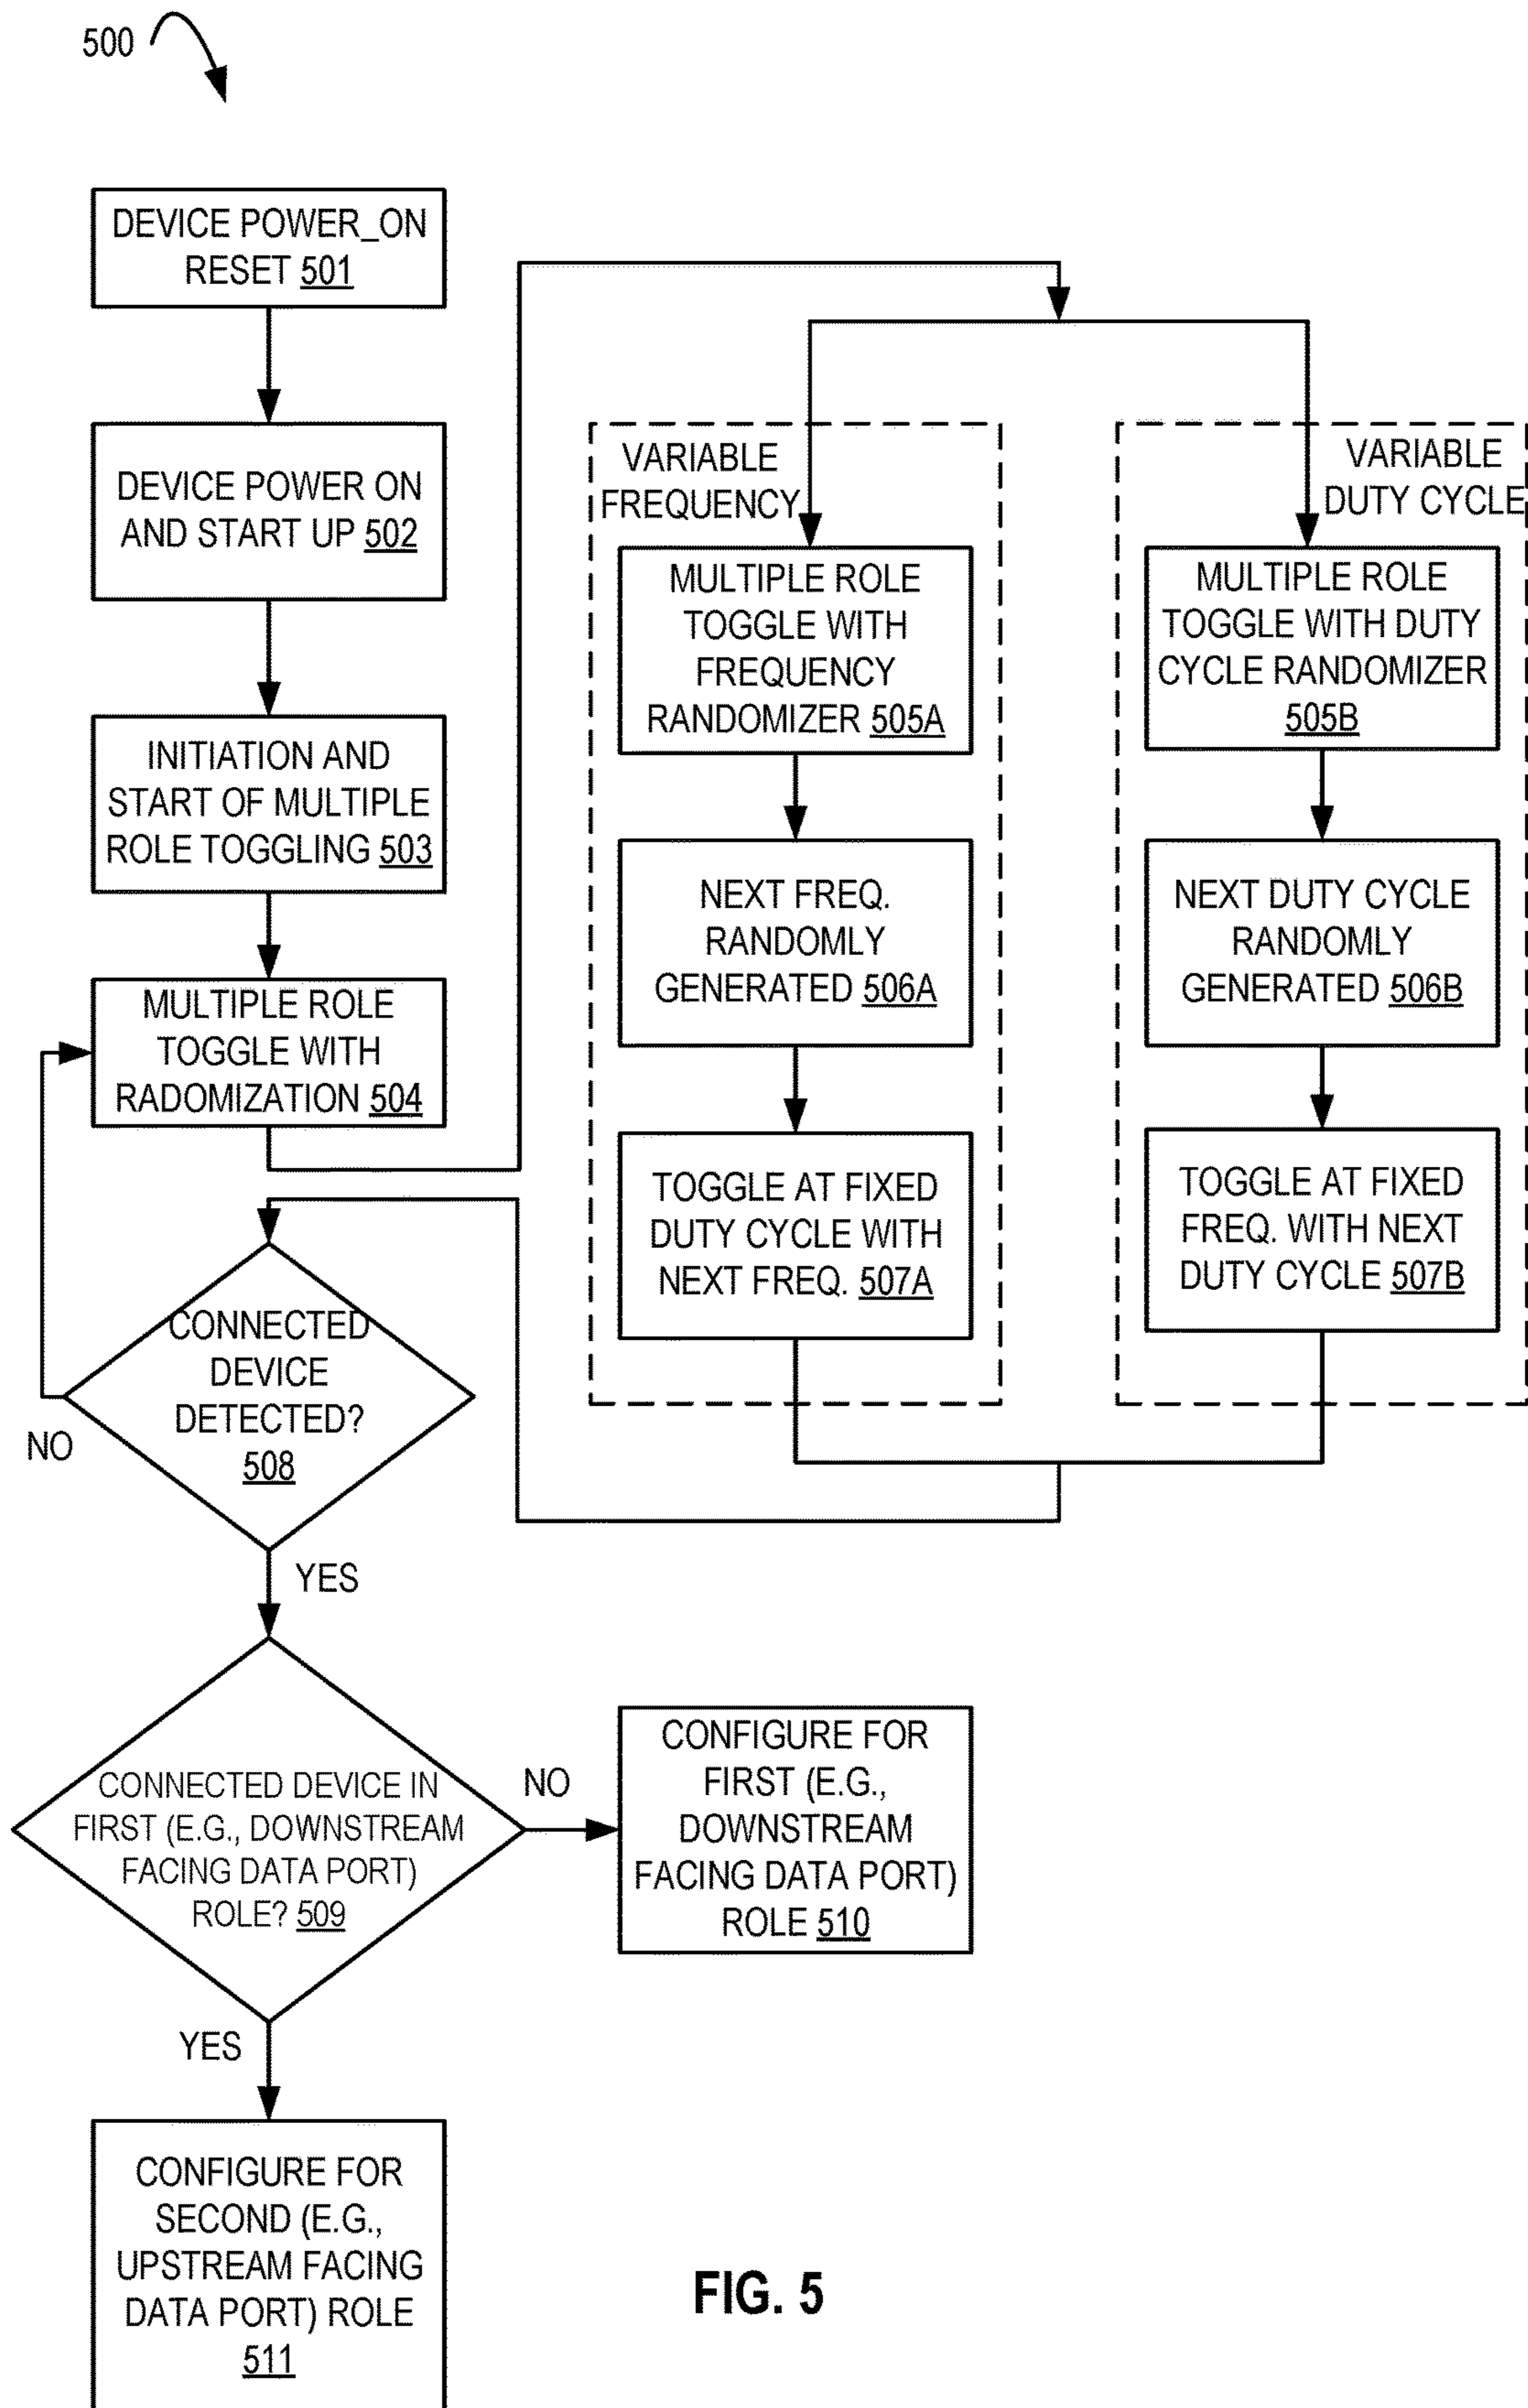 500
DEVICE POWER_ON
RESET 501
DEVICE POWER ON
AND START UP 502
INITIATION AND
START OF MULTIPLE
ROLE TOGGLING 503
MULTIPLE ROLE
TOGGLE WITH
RADOMIZATION 504
VARIABLE
FREQUENCY
MULTIPLE ROLE
TOGGLE WITH
FREQUENCY
RANDOMIZER 505A
NEXT FREQ.
RANDOMLY
GENERATED 506A
TOGGLE AT FIXED
DUTY CYCLE WITH
NEXT FREQ. 507A
VARIABLE
DUTY CYCLE
MULTIPLE ROLE
TOGGLE WITH DUTY
CYCLE RANDOMIZER
505B
NEXT DUTY CYCLE
RANDOMLY
GENERATED 506B
TOGGLE AT FIXED
FREQ. WITH NEXT
DUTY CYCLE 507B
CONNECTED
DEVICE
DETECTED?
508
NO
YES
CONNECTED DEVICE IN
FIRST (E.G., DOWNSTREAM
FACING DATA PORT)
ROLE? 509
NO
CONFIGURE FOR
FIRST (E.G.,
DOWNSTREAM
FACING DATA PORT)
ROLE 510
YES
CONFIGURE FOR
SECOND (E.G.,
UPSTREAM FACING
DATA PORT) ROLE
511
FIG. 5